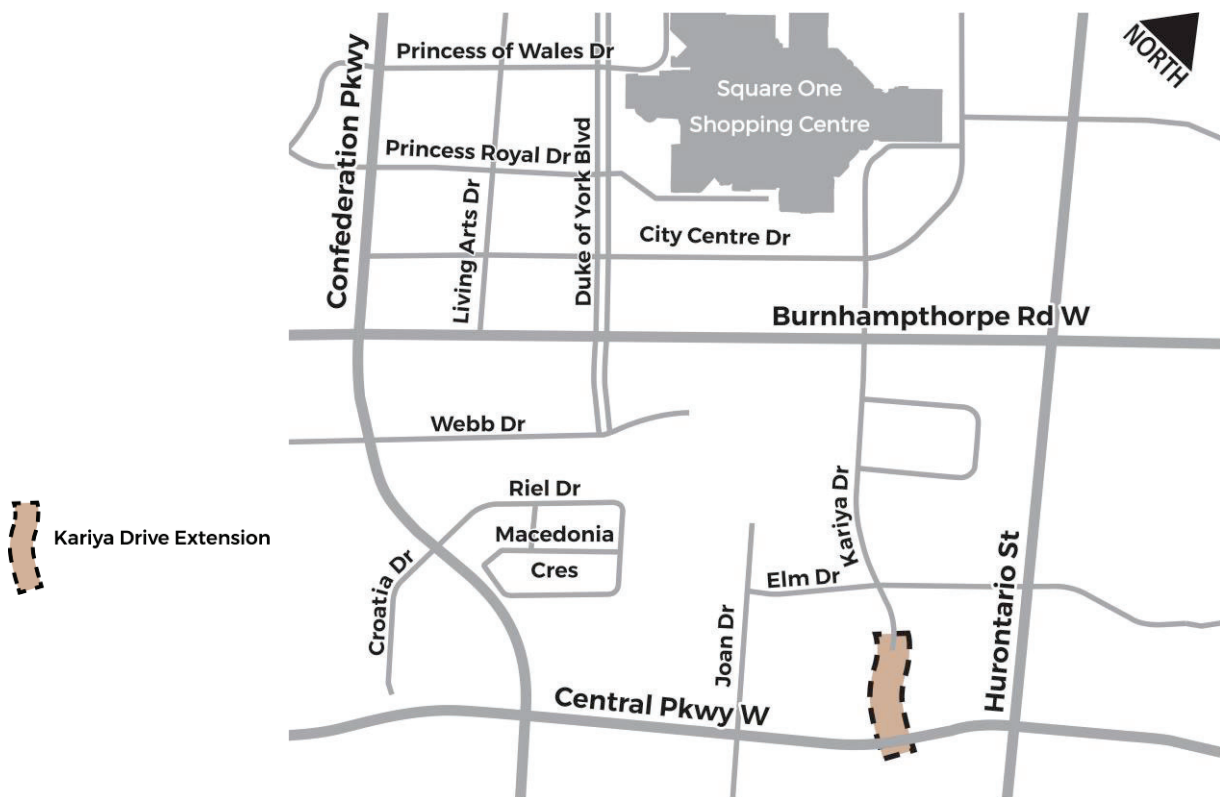 NORTH
Confederation Pkwy
Princess of Wales Dr
Square One
Shopping Centre
Princess Royal Dr
Living Arts Dr
Duke of York Blvd
City Centre Dr
Burnhampthorpe Rd W
Webb Dr
Riel Dr
Macedonia
Cres
Croatia Dr
Kariya Dr
Elm Dr
Joan Dr
Hurontario St
Central Pkwy W
Kariya Drive Extension